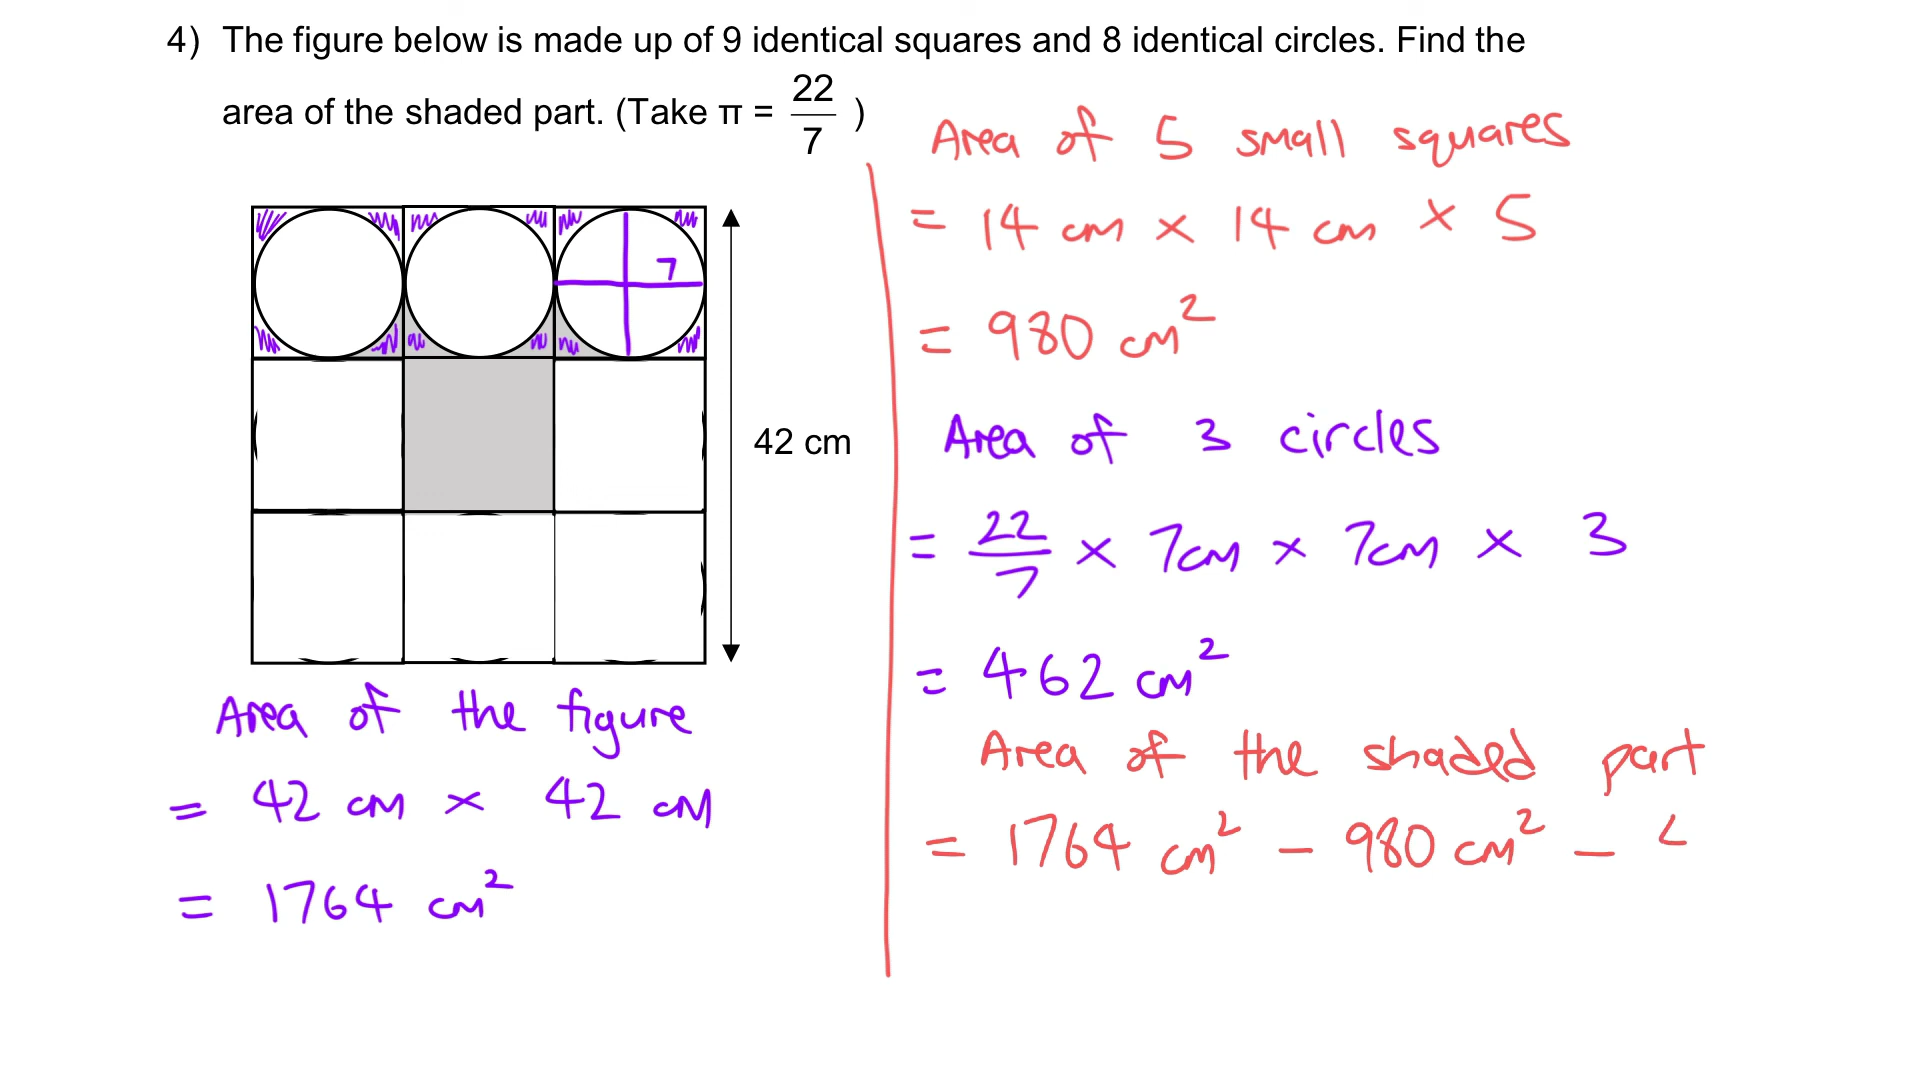 4) The figure below is made up of 9 identical squares and 8 identical circles. Find the
area of the shaded part. (Take π = 22/7 )
7
42 cm
Area of the figure
= 42 cm × 42 cm
= 1764 cm²
Area of 5 small squares
= 14 cm × 14 cm × 5
= 980 cm²
Area of 3 circles
= 22/7 × 7cm × 7cm × 3
= 462 cm²
Area of the shaded part
= 1764 cm² − 980 cm² −